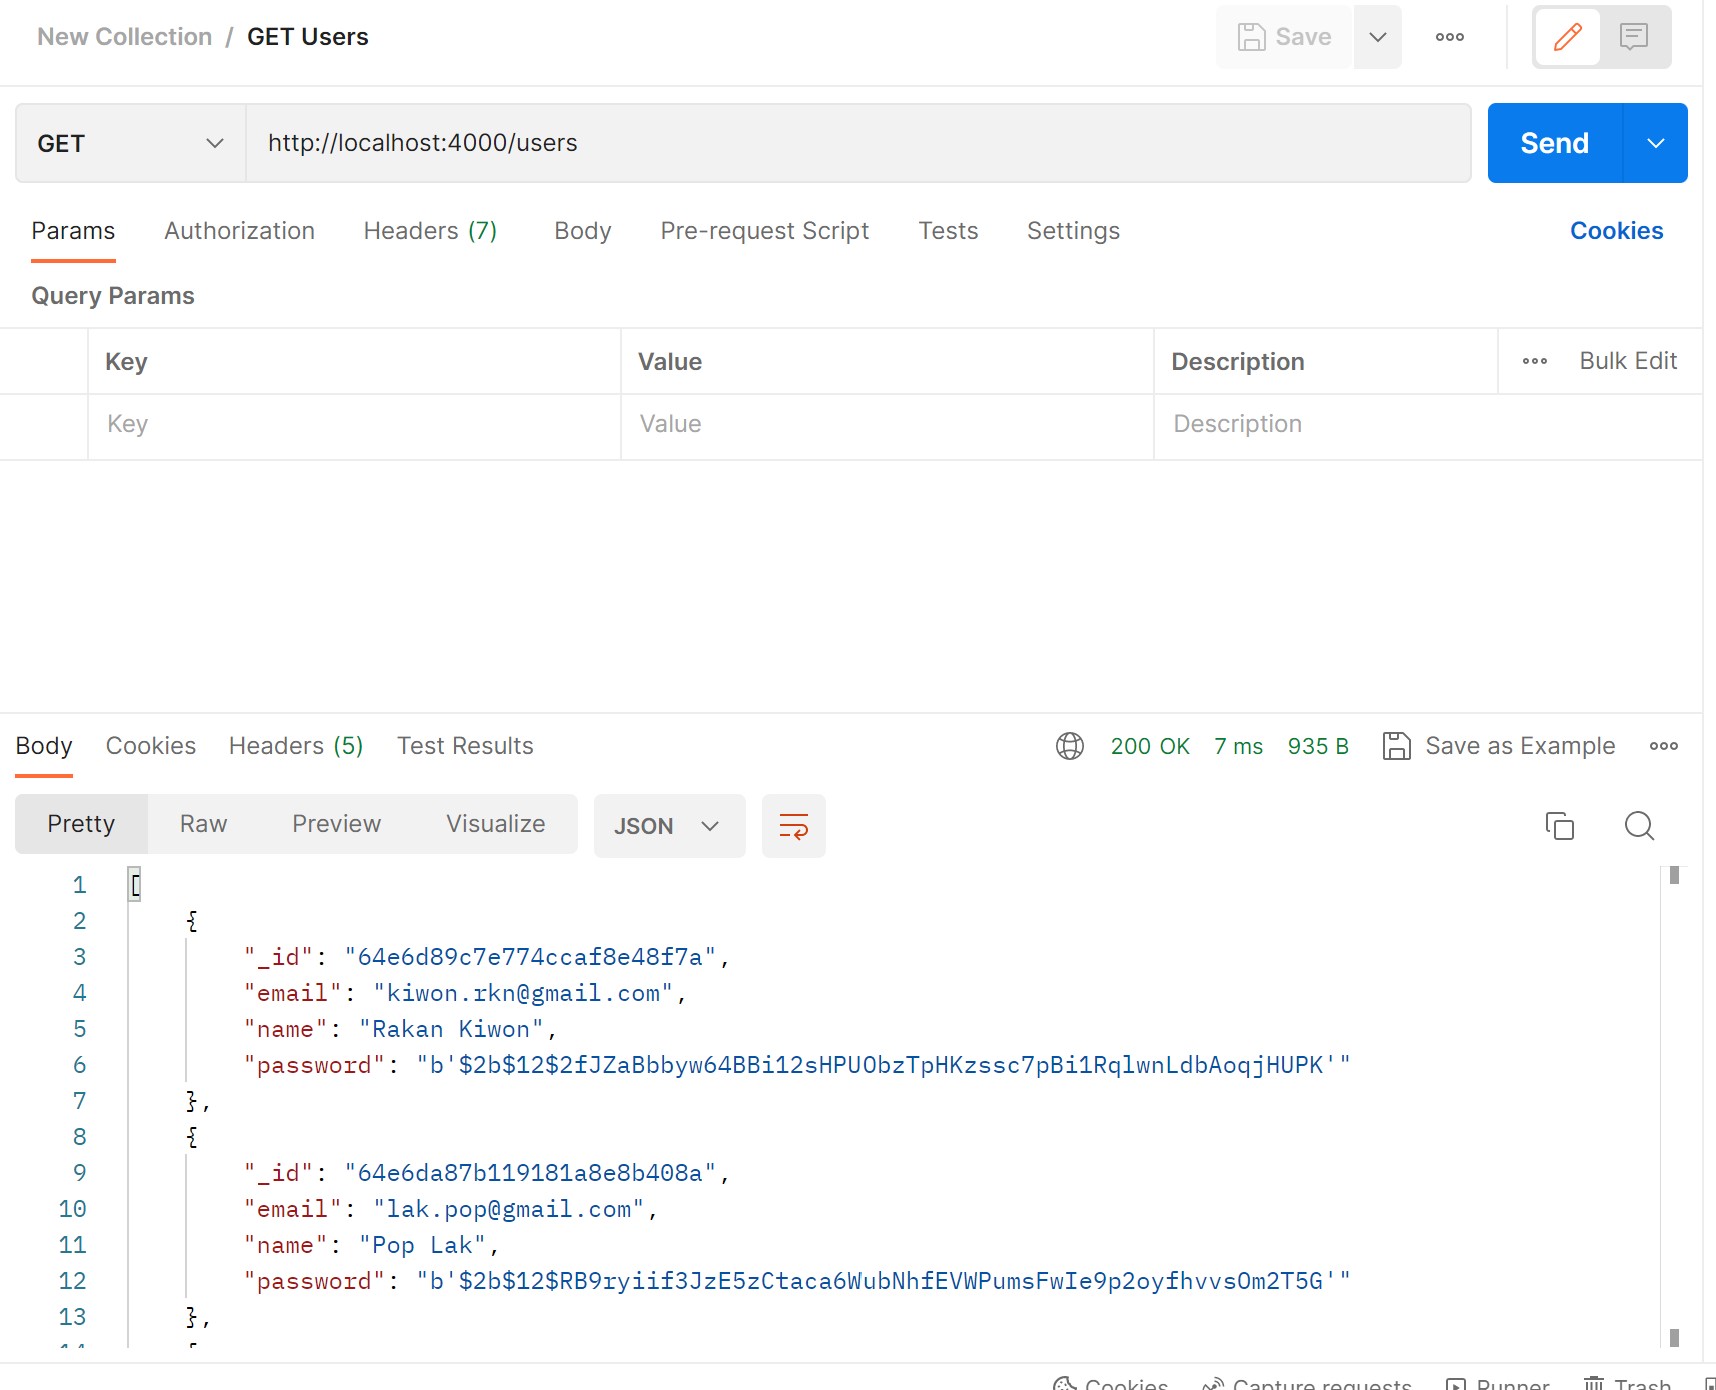 New Collection / GET Users
Save
GET http://localhost:4000/users Send
Params Authorization Headers (7) Body Pre-request Script Tests Settings Cookies
Query Params
Key Value Description Bulk Edit
Key Value Description
Body Cookies Headers (5) Test Results 200 OK 7 ms 935 B Save as Example
Pretty Raw Preview Visualize JSON
1 [
2 {
3 "_id": "64e6d89c7e774ccaf8e48f7a",
4 "email": "kiwon.rkn@gmail.com",
5 "name": "Rakan Kiwon",
6 "password": "b'$2b$12$2fJZaBbbyw64BBi12sHPUObzTpHKzssc7pBi1RqlwnLdbAoqjHUPK'"
7 },
8 {
9 "_id": "64e6da87b119181a8e8b408a",
10 "email": "lak.pop@gmail.com",
11 "name": "Pop Lak",
12 "password": "b'$2b$12$RB9ryiif3JzE5zCtaca6WubNhfEVWPumsFwIe9p2oyfhvvsOm2T5G'"
13 },
14 {
Cookies Capture requests Runner Trash